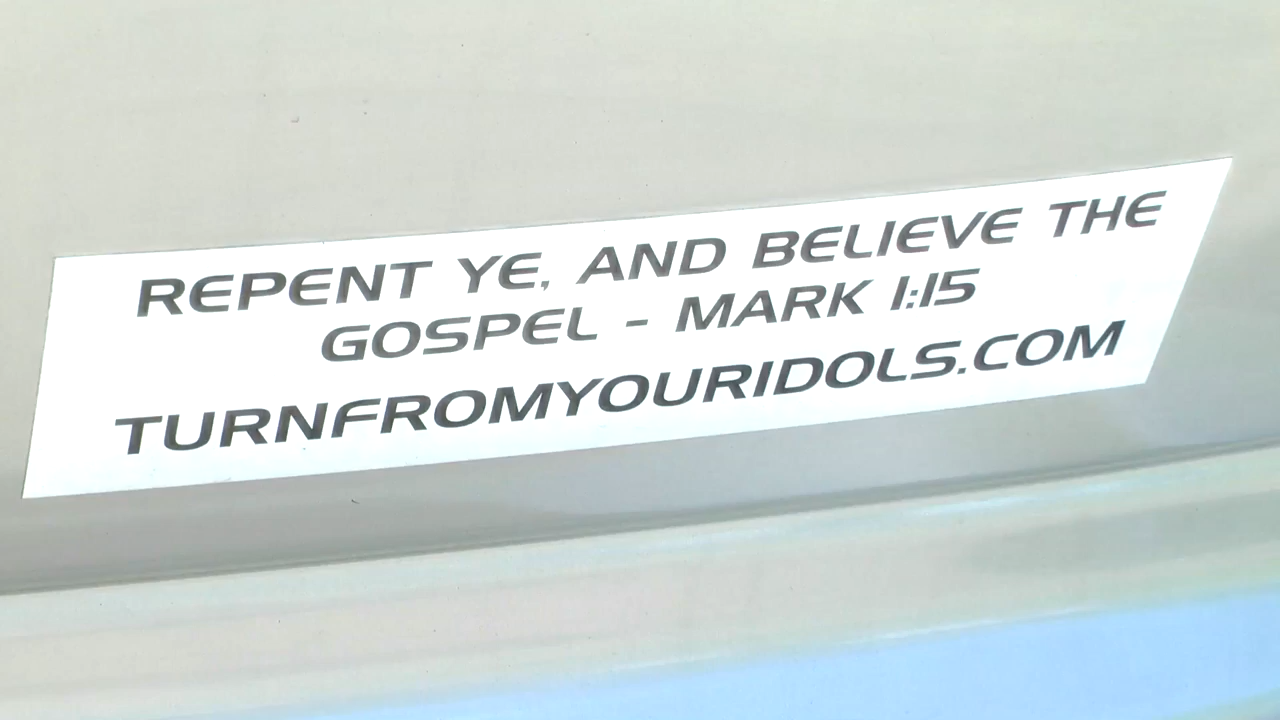 REPENT YE, AND BELIEVE THE
GOSPEL - MARK 1:15
TURNFROMYOURIDOLS.COM